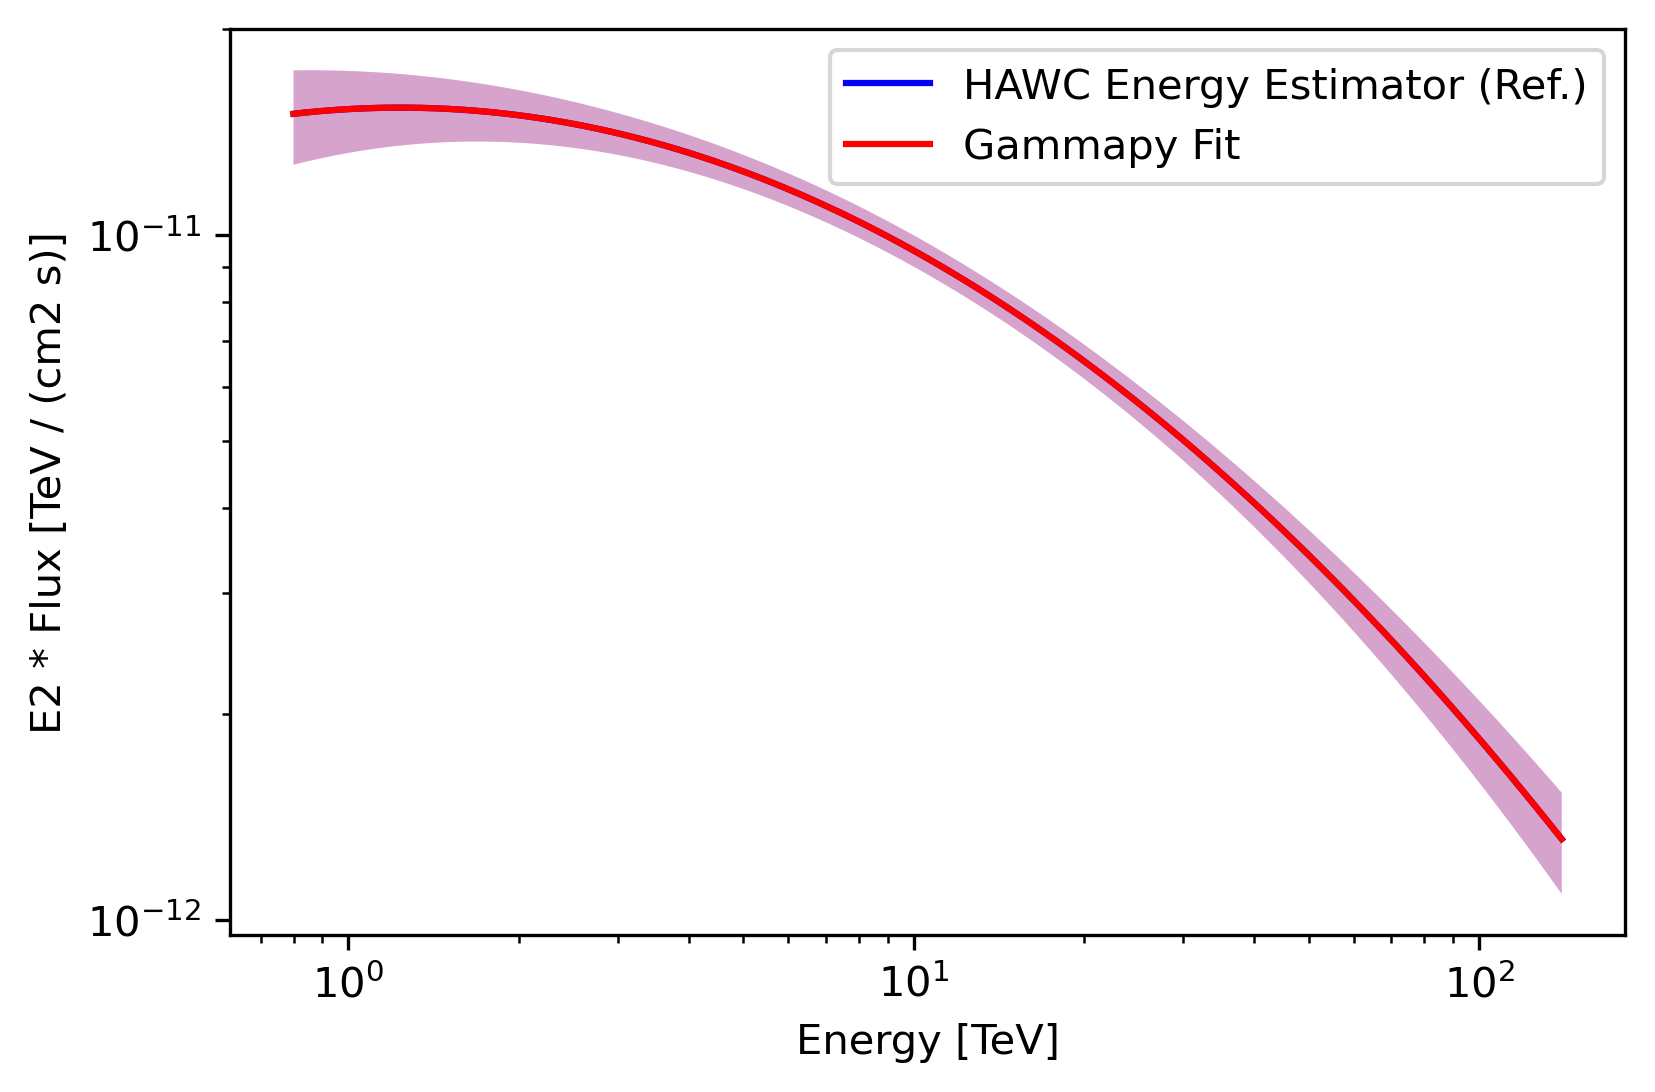 HAWC Energy Estimator (Ref.)
Gammapy Fit
E2 * Flux [TeV / (cm2 s)]
10⁻¹¹
10⁻¹²
10⁰ 10¹ 10²
Energy [TeV]